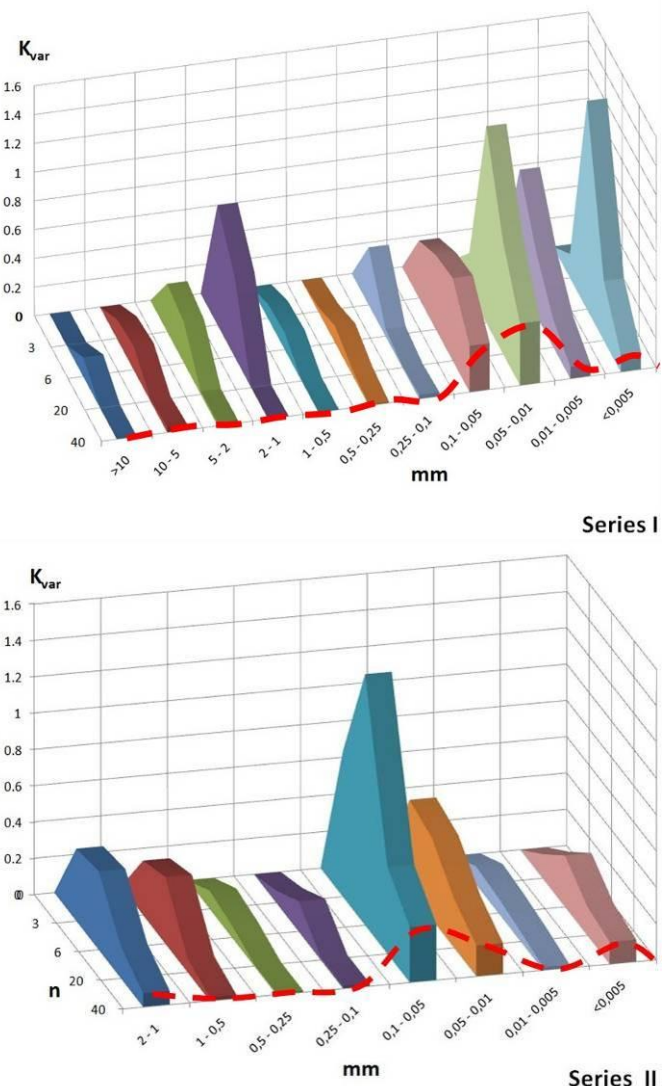 Kvar
1.6
1.4
1.2
1
0.8
0.6
0.4
0.2
0
3
6
20
40
>10
10 - 5
5 - 2
2 - 1
1 - 0,5
0,5 - 0,25
0,25 - 0,1
0,1 - 0,05
0,05 - 0,01
0,01 - 0,005
<0,005
mm
Series I
Kvar
1.6
1.4
1.2
1
0.8
0.6
0.4
0.2
0
3
6
20
40
n
2 - 1
1 - 0,5
0,5 - 0,25
0,25 - 0,1
0,1 - 0,05
0,05 - 0,01
0,01 - 0,005
<0,005
mm
Series II